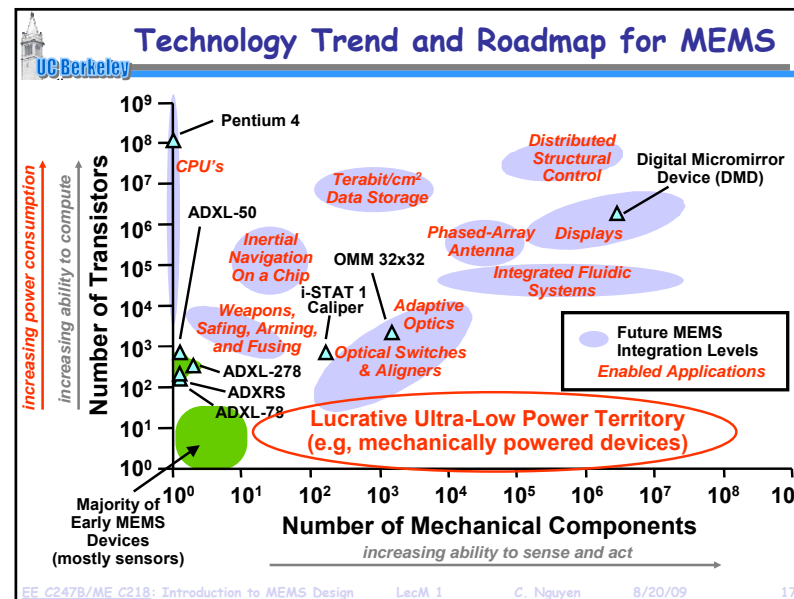 Technology Trend and Roadmap for MEMS
UC Berkeley
10⁹
10⁸
10⁷
10⁶
10⁵
10⁴
10³
10²
10¹
10⁰
Number of Transistors
increasing ability to compute
increasing power consumption
Pentium 4
CPU's
ADXL-50
Terabit/cm²
Data Storage
Distributed
Structural
Control
Digital Micromirror
Device (DMD)
Inertial
Navigation
On a Chip
Phased-Array
Antenna
Displays
OMM 32x32
i-STAT 1
Caliper
Integrated Fluidic
Systems
Weapons,
Safing, Arming,
and Fusing
Adaptive
Optics
Optical Switches
& Aligners
Future MEMS
Integration Levels
Enabled Applications
ADXL-278
ADXRS
ADXL-78
Lucrative Ultra-Low Power Territory
(e.g, mechanically powered devices)
10⁰ 10¹ 10² 10³ 10⁴ 10⁵ 10⁶ 10⁷ 10⁸
Majority of
Early MEMS
Devices
(mostly sensors)
Number of Mechanical Components
increasing ability to sense and act
EE C247B/ME C218: Introduction to MEMS Design LecM 1 C. Nguyen 8/20/09 17